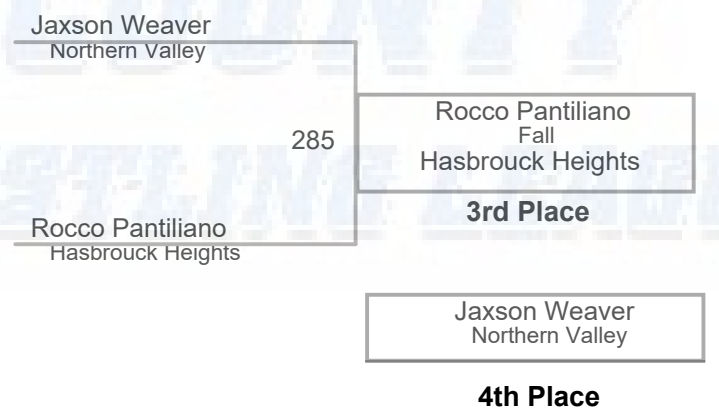 COUNTY
Jaxson Weaver
Northern Valley
285
Rocco Pantiliano
Fall
Hasbrouck Heights
3rd Place
Rocco Pantiliano
Hasbrouck Heights
Jaxson Weaver
Northern Valley
4th Place